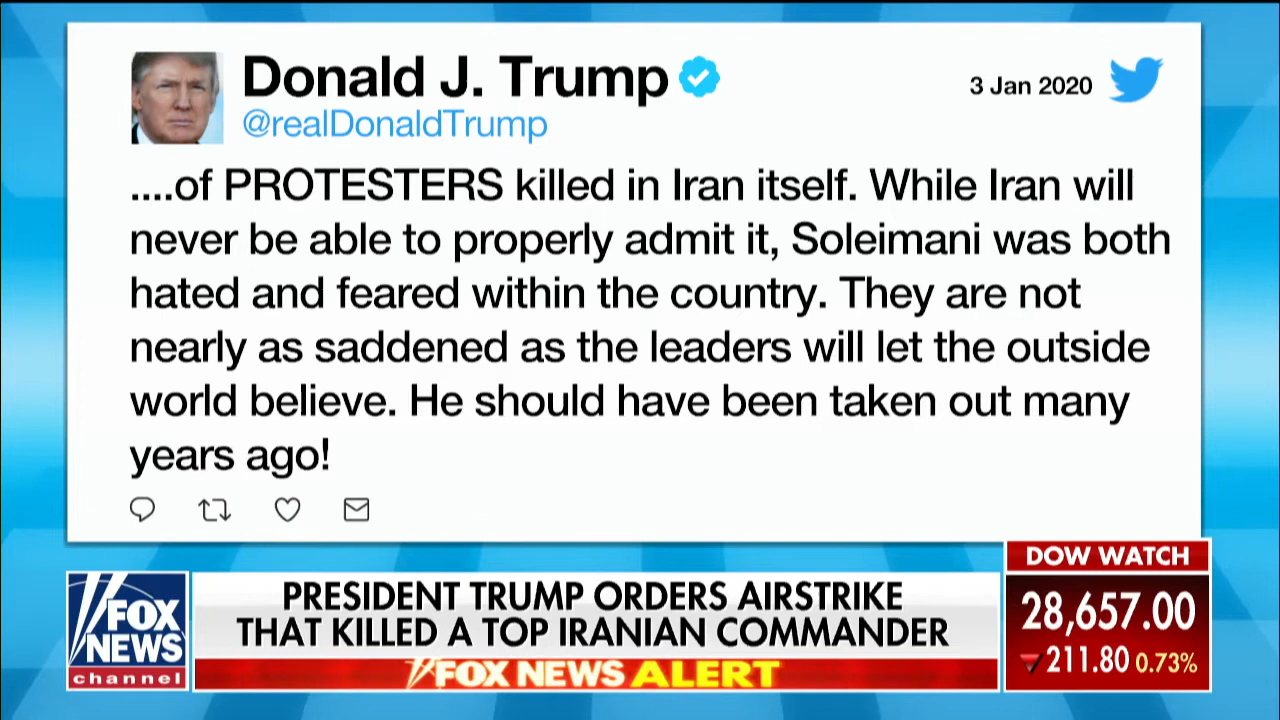 Donald J. Trump
3 Jan 2020
@realDonaldTrump
....of PROTESTERS killed in Iran itself. While Iran will
never be able to properly admit it, Soleimani was both
hated and feared within the country. They are not
nearly as saddened as the leaders will let the outside
world believe. He should have been taken out many
years ago!
DOW WATCH
28,657.00
211.80 0.73%
FOX
NEWS
channel
PRESIDENT TRUMP ORDERS AIRSTRIKE
THAT KILLED A TOP IRANIAN COMMANDER
FOX NEWS ALERT